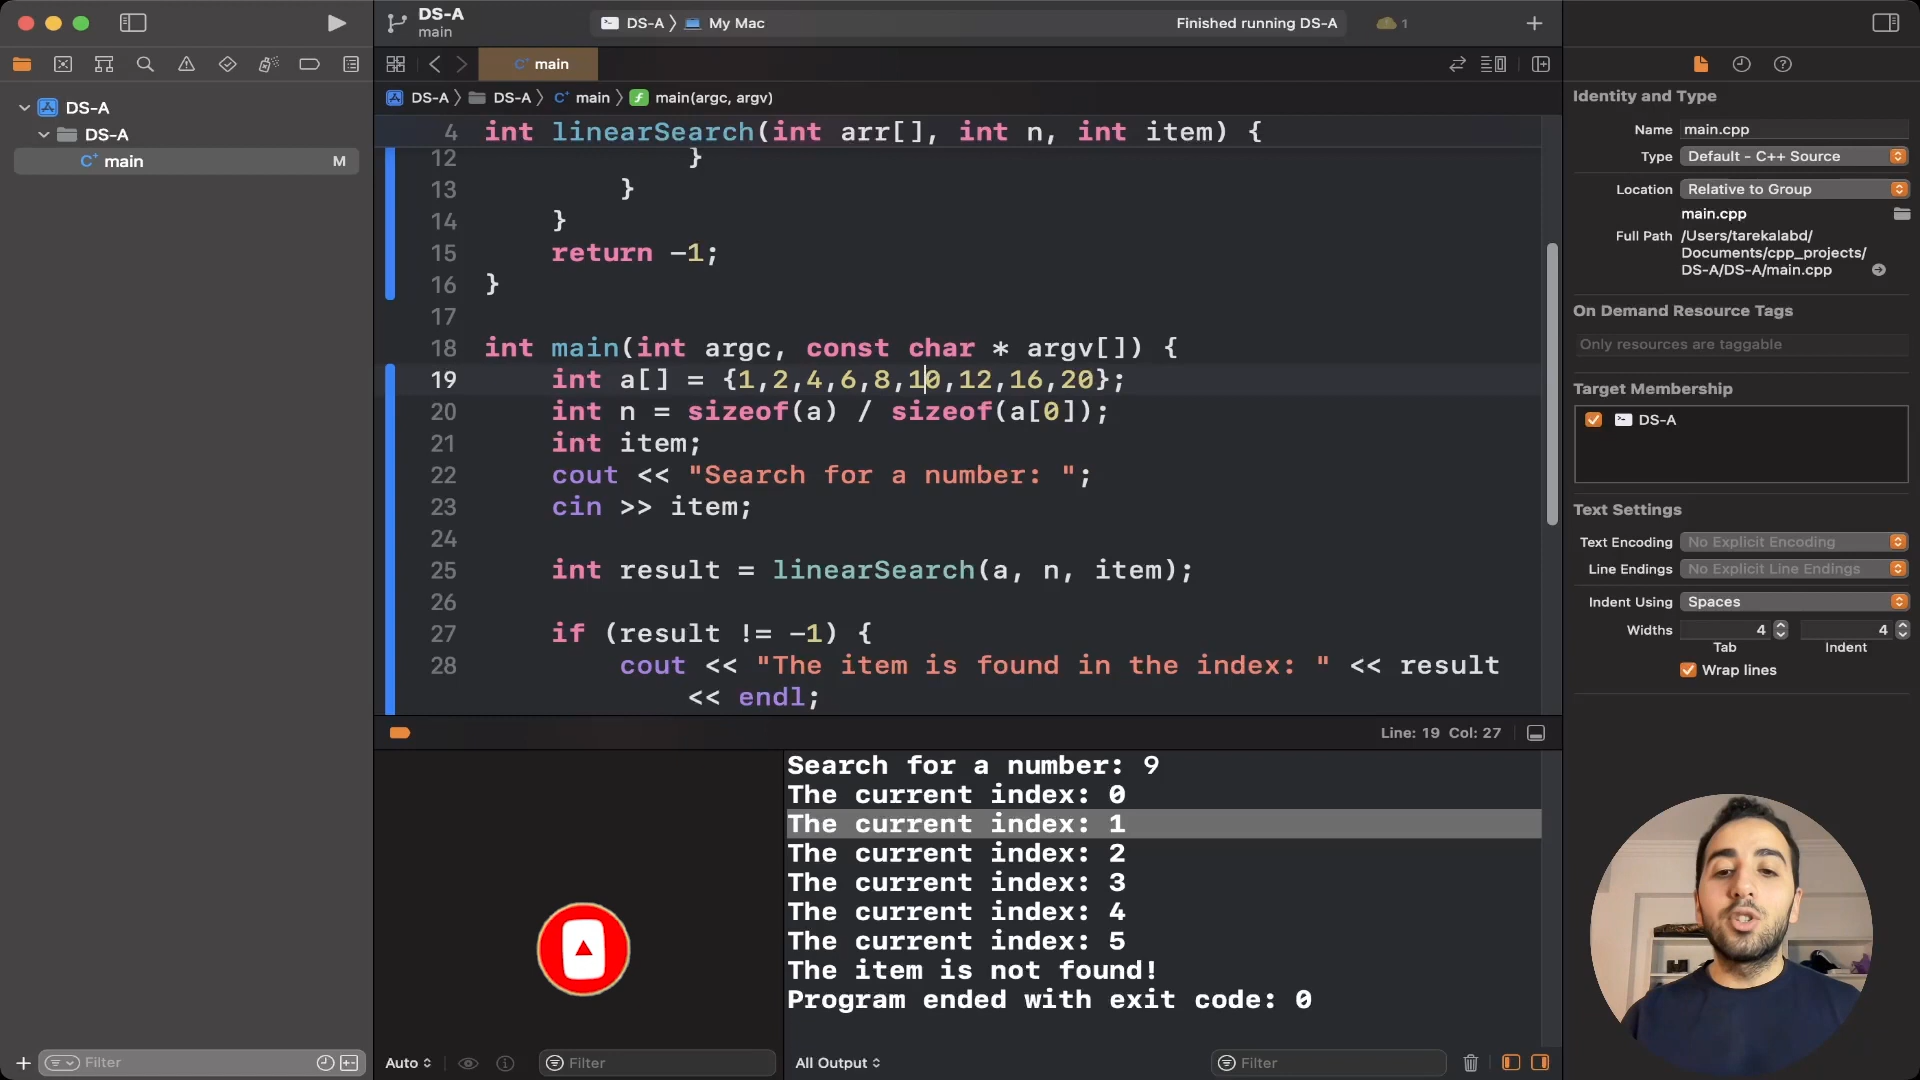 DS-A
main
DS-A
My Mac
Finished running DS-A
1
main
DS-A
DS-A
main
main(argc, argv)
DS-A
DS-A
main
M
4 int linearSearch(int arr[], int n, int item) {
12 }
13 }
14 }
15 return -1;
16 }
17
18 int main(int argc, const char * argv[]) {
19 int a[] = {1,2,4,6,8,10,12,16,20};
20 int n = sizeof(a) / sizeof(a[0]);
21 int item;
22 cout << "Search for a number: ";
23 cin >> item;
24
25 int result = linearSearch(a, n, item);
26
27 if (result != -1) {
28 cout << "The item is found in the index: " << result
<< endl;
Line: 19 Col: 27
Search for a number: 9
The current index: 0
The current index: 1
The current index: 2
The current index: 3
The current index: 4
The current index: 5
The item is not found!
Program ended with exit code: 0
Filter
Auto
Filter
All Output
Filter
Identity and Type
Name main.cpp
Type Default - C++ Source
Location Relative to Group
main.cpp
Full Path /Users/tarekalabd/
Documents/cpp_projects/
DS-A/DS-A/main.cpp
On Demand Resource Tags
Only resources are taggable
Target Membership
DS-A
Text Settings
Text Encoding No Explicit Encoding
Line Endings No Explicit Line Endings
Indent Using Spaces
Widths 4 4
Tab Indent
Wrap lines